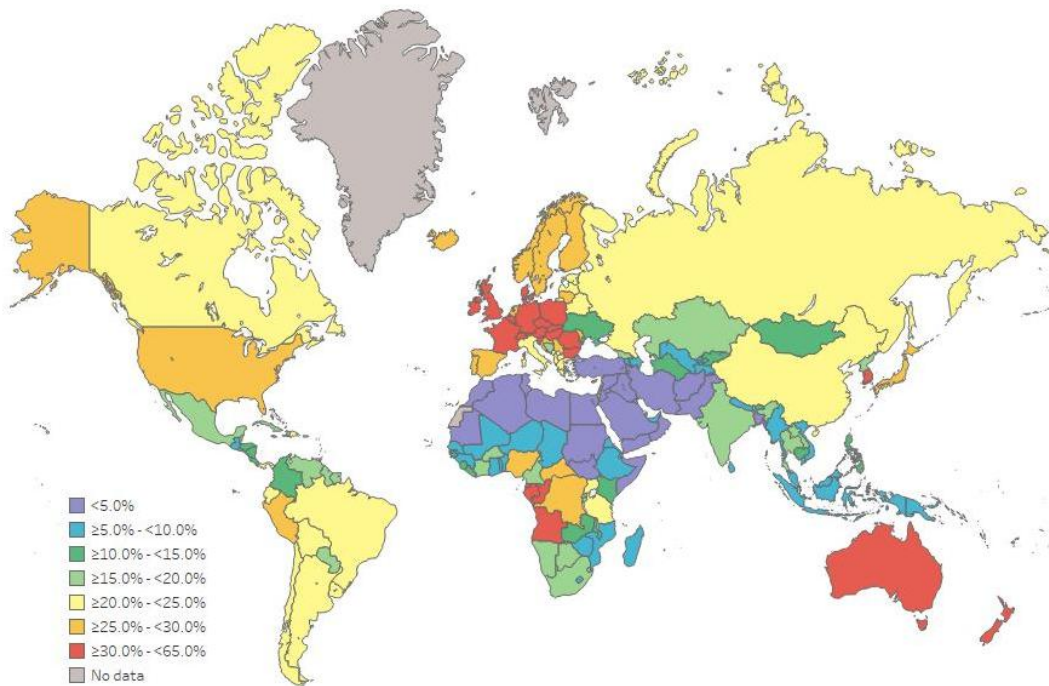 <5.0%
≥5.0% - <10.0%
≥10.0% - <15.0%
≥15.0% - <20.0%
≥20.0% - <25.0%
≥25.0% - <30.0%
≥30.0% - <65.0%
No data